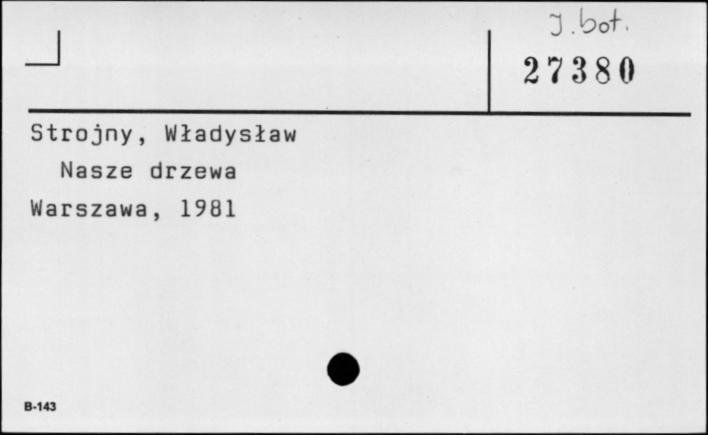 J. bot.
27380
Strojny, Władysław
Nasze drzewa
Warszawa, 1981
B-143